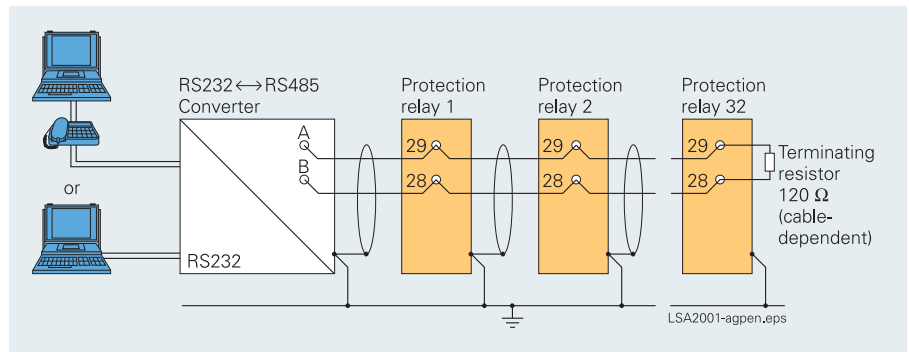 RS232 ↔ RS485
Converter
Protection
relay 1
Protection
relay 2
Protection
relay 32
A
B
29
28
29
28
29
28
Terminating
resistor
120 Ω
(cable-
dependent)
or
RS232
LSA2001-agpen.eps